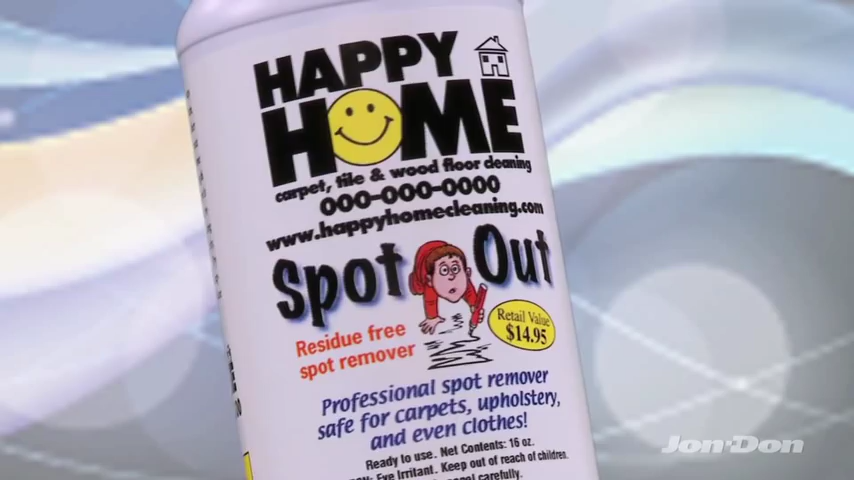 HAPPY
HOME
carpet, tile & wood floor cleaning
000-000-0000
www.happyhomecleaning.com
Spot Out
Residue free
spot remover
Retail Value
$14.95
Professional spot remover
safe for carpets, upholstery,
and even clothes!
Ready to use. Net Contents: 16 oz.
Eye Irritant. Keep out of reach of children.
carefully.
Jon-Don